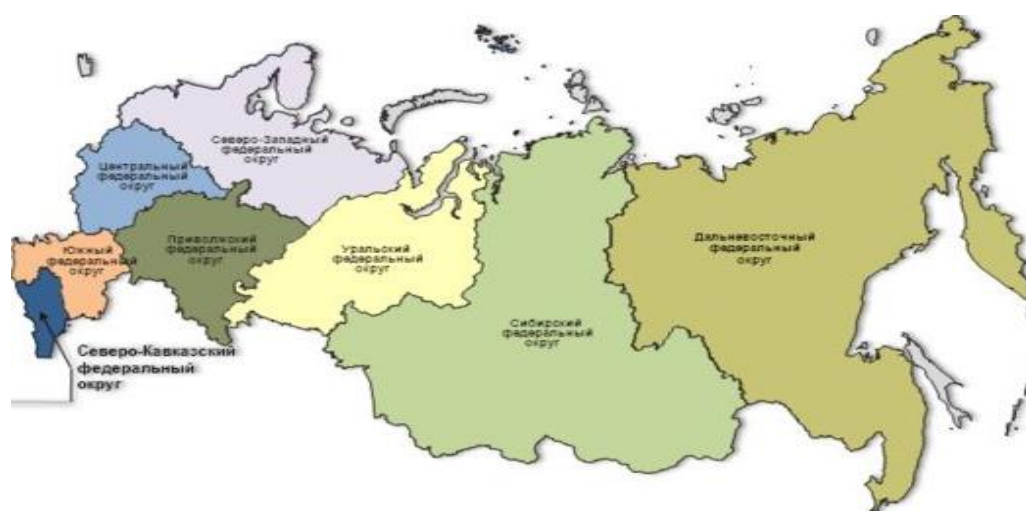 Северо-Западный
федеральный
округ
Центральный
федеральный
округ
Южный
федеральный
округ
Приволжский
федеральный
округ
Уральский
федеральный
округ
Дальневосточный
федеральный
округ
Сибирский
федеральный
округ
Северо-Кавказский
федеральный
округ